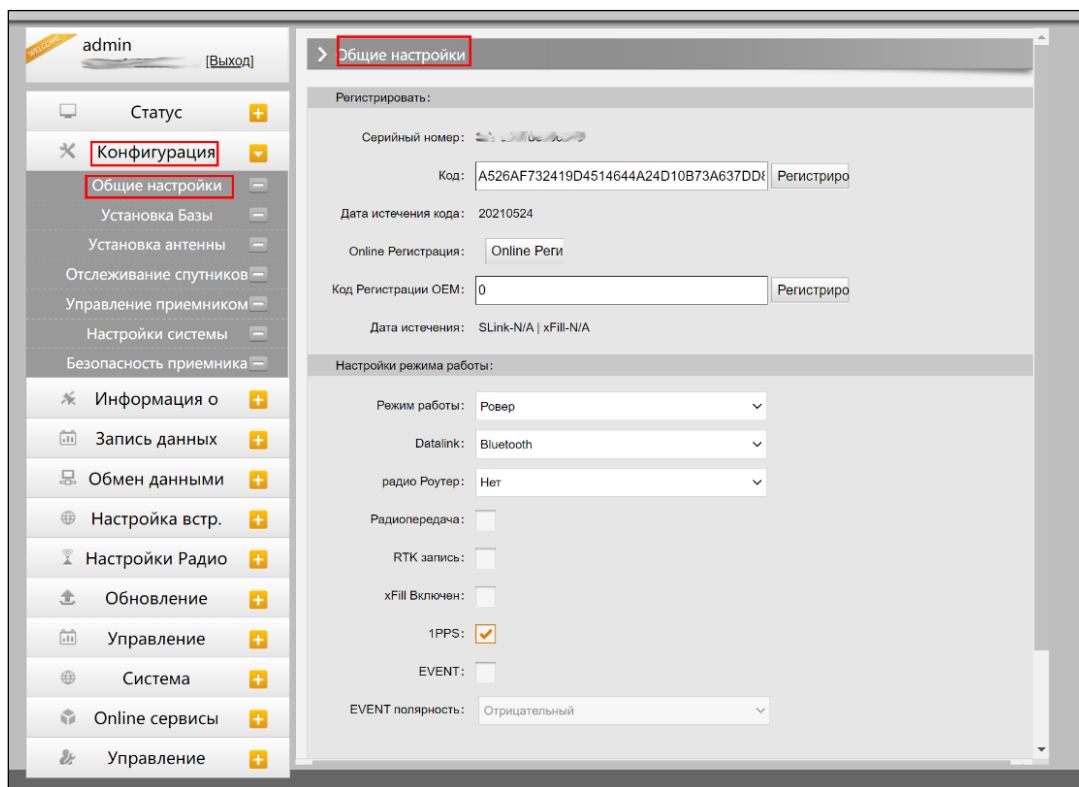 WELCOME
admin
[Выход]
Статус
Конфигурация
Общие настройки
Установка Базы
Установка антенны
Отслеживание спутников
Управление приемником
Настройки системы
Безопасность приемника
Информация о
Запись данных
Обмен данными
Настройка встр.
Настройки Радио
Обновление
Управление
Система
Online сервисы
Управление
Общие настройки
Регистрировать:
Серийный номер:
Код: A526AF732419D4514644A24D10B73A637DD8 Регистриро
Дата истечения кода: 20210524
Online Регистрация: Online Реги
Код Регистрации OEM: 0 Регистриро
Дата истечения: SLink-N/A | xFill-N/A
Настройки режима работы:
Режим работы: Ровер
Datalink: Bluetooth
радио Роутер: Нет
Радиопередача:
RTK запись:
xFill Включен:
1PPS:
EVENT:
EVENT полярность: Отрицательный